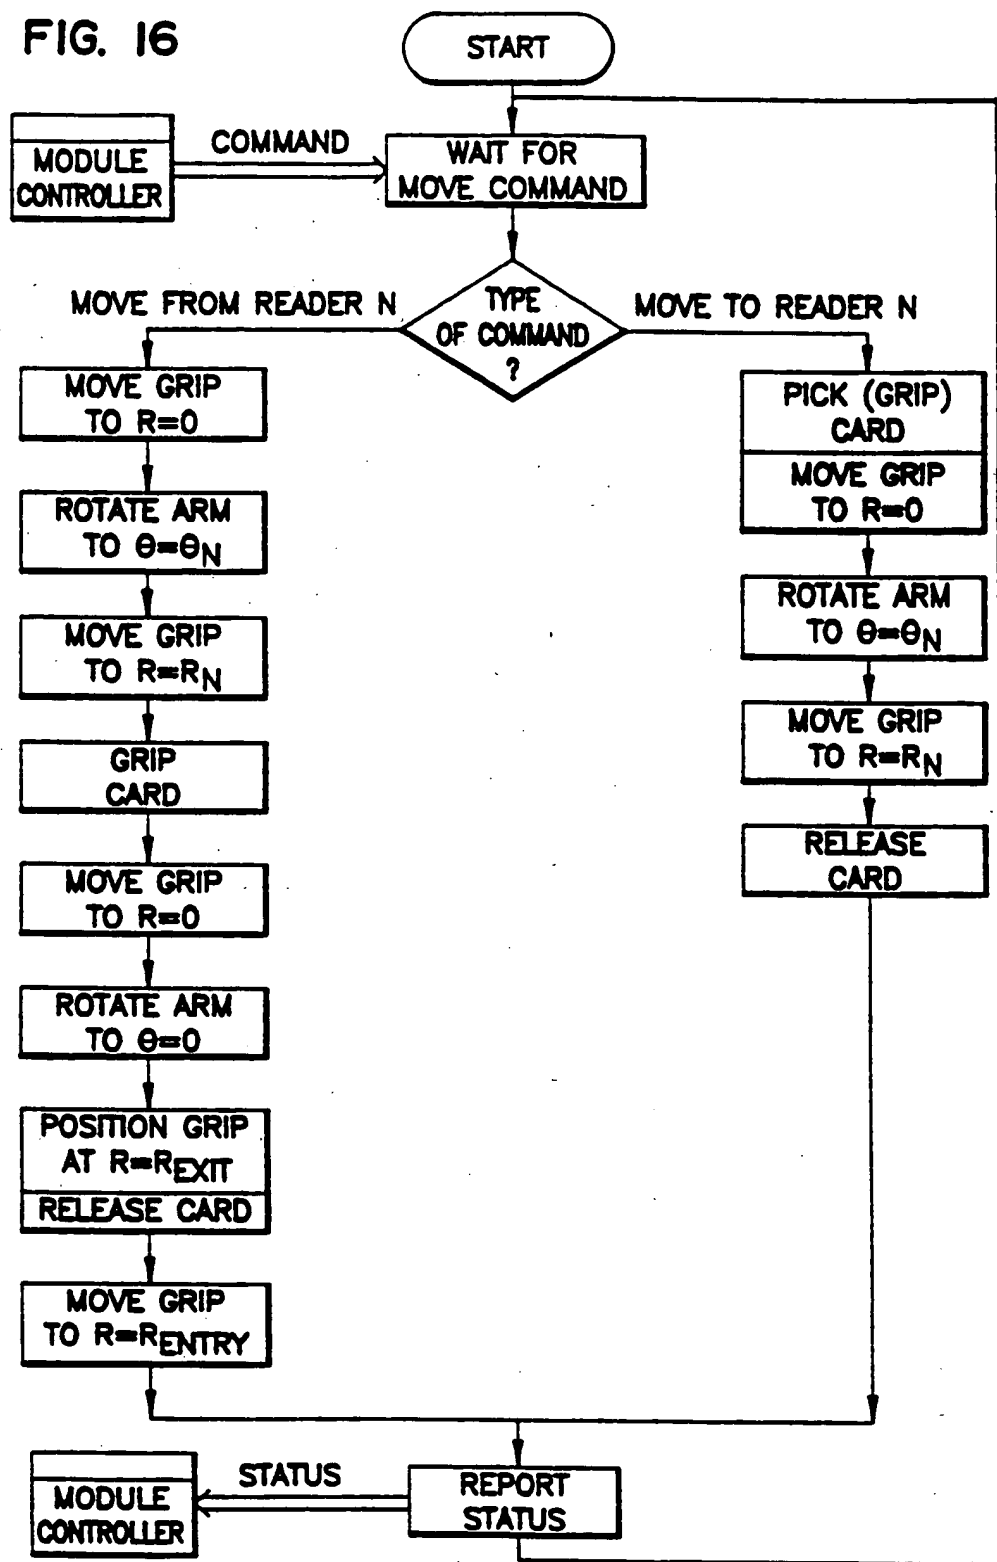 FIG. 16
START
MODULE
CONTROLLER
COMMAND
WAIT FOR
MOVE COMMAND
MOVE FROM READER N
TYPE
OF COMMAND
?
MOVE TO READER N
MOVE GRIP
TO R=0
ROTATE ARM
TO θ=θN
MOVE GRIP
TO R=RN
GRIP
CARD
MOVE GRIP
TO R=0
ROTATE ARM
TO θ=0
POSITION GRIP
AT R=REXIT
RELEASE CARD
MOVE GRIP
TO R=RENTRY
PICK (GRIP)
CARD
MOVE GRIP
TO R=0
ROTATE ARM
TO θ=θN
MOVE GRIP
TO R=RN
RELEASE
CARD
MODULE
CONTROLLER
STATUS
REPORT
STATUS